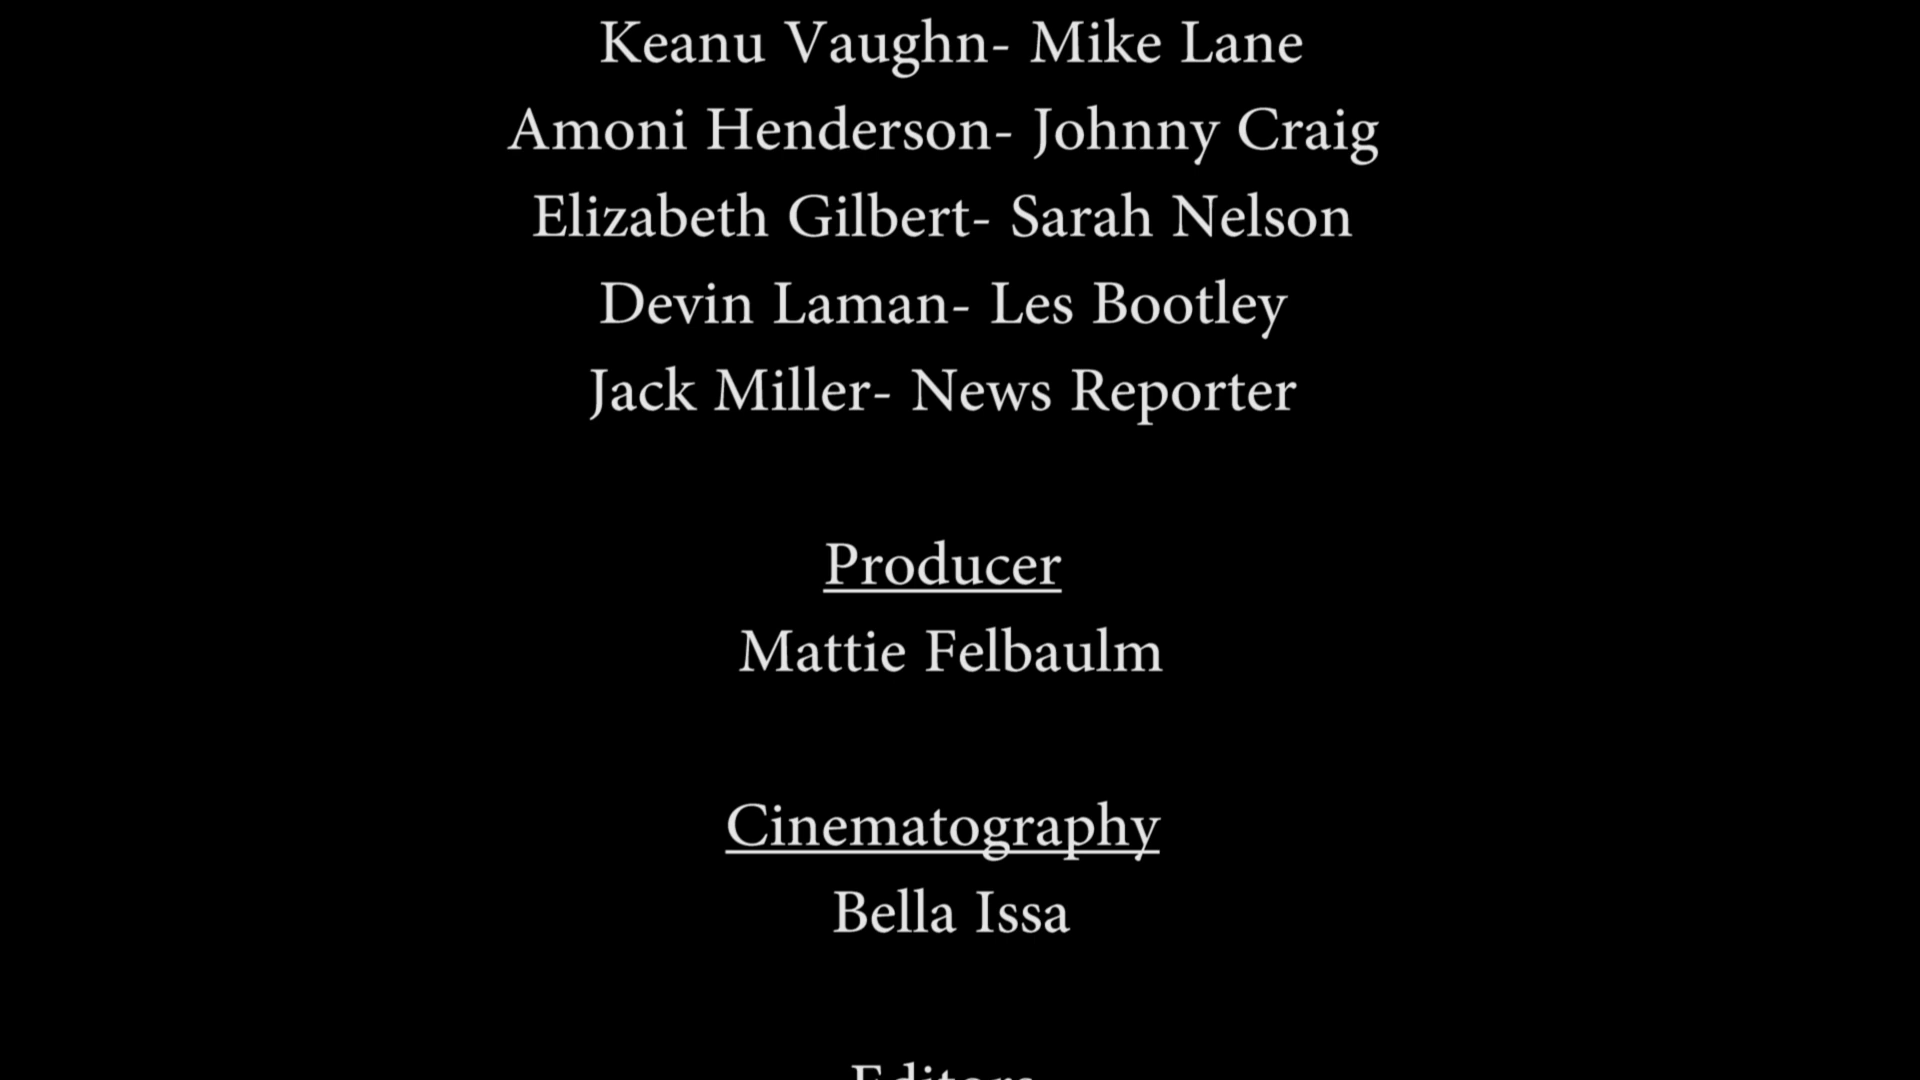 Keanu Vaughn- Mike Lane
Amoni Henderson- Johnny Craig
Elizabeth Gilbert- Sarah Nelson
Devin Laman- Les Bootley
Jack Miller- News Reporter
Producer
Mattie Felbaulm
Cinematography
Bella Issa
Editors